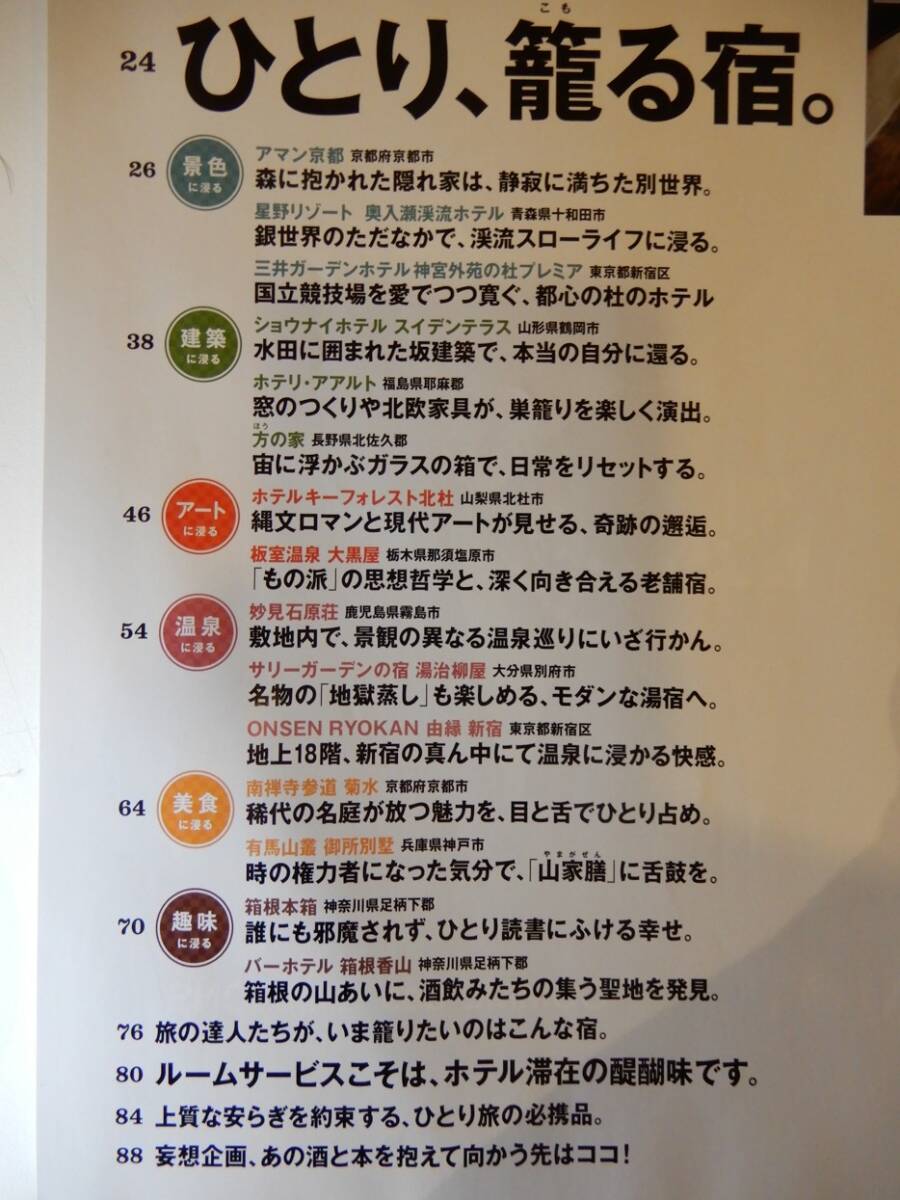 こも
24 ひとり、籠る宿。
26 景色に浸る
アマン京都 京都府京都市
森に抱かれた隠れ家は、静寂に満ちた別世界。
星野リゾート 奥入瀬渓流ホテル 青森県十和田市
銀世界のただなかで、渓流スローライフに浸る。
三井ガーデンホテル神宮外苑の杜プレミア 東京都新宿区
国立競技場を愛でつつ寛ぐ、都心の杜のホテル
38 建築に浸る
ショウナイホテル スイデンテラス 山形県鶴岡市
水田に囲まれた坂建築で、本当の自分に還る。
ホテリ・アアルト 福島県耶麻郡
窓のつくりや北欧家具が、巣籠りを楽しく演出。
ほう
方の家 長野県北佐久郡
宙に浮かぶガラスの箱で、日常をリセットする。
46 アートに浸る
ホテルキーフォレスト北杜 山梨県北杜市
縄文ロマンと現代アートが見せる、奇跡の邂逅。
板室温泉 大黒屋 栃木県那須塩原市
「もの派」の思想哲学と、深く向き合える老舗宿。
54 温泉に浸る
妙見石原荘 鹿児島県霧島市
敷地内で、景観の異なる温泉巡りにいざ行かん。
サリーガーデンの宿 湯治柳屋 大分県別府市
名物の「地獄蒸し」も楽しめる、モダンな湯宿へ。
ONSEN RYOKAN 由縁 新宿 東京都新宿区
地上18階、新宿の真ん中にて温泉に浸かる快感。
64 美食に浸る
南禅寺参道 菊水 京都府京都市
稀代の名庭が放つ魅力を、目と舌でひとり占め。
有馬山叢 御所別墅 兵庫県神戸市
やまがぜん
時の権力者になった気分で、「山家膳」に舌鼓を。
70 趣味に浸る
箱根本箱 神奈川県足柄下郡
誰にも邪魔されず、ひとり読書にふける幸せ。
バーホテル 箱根香山 神奈川県足柄下郡
箱根の山あいに、酒飲みたちの集う聖地を発見。
76 旅の達人たちが、いま籠りたいのはこんな宿。
80 ルームサービスこそは、ホテル滞在の醍醐味です。
84 上質な安らぎを約束する、ひとり旅の必携品。
88 妄想企画、あの酒と本を抱えて向かう先はココ!